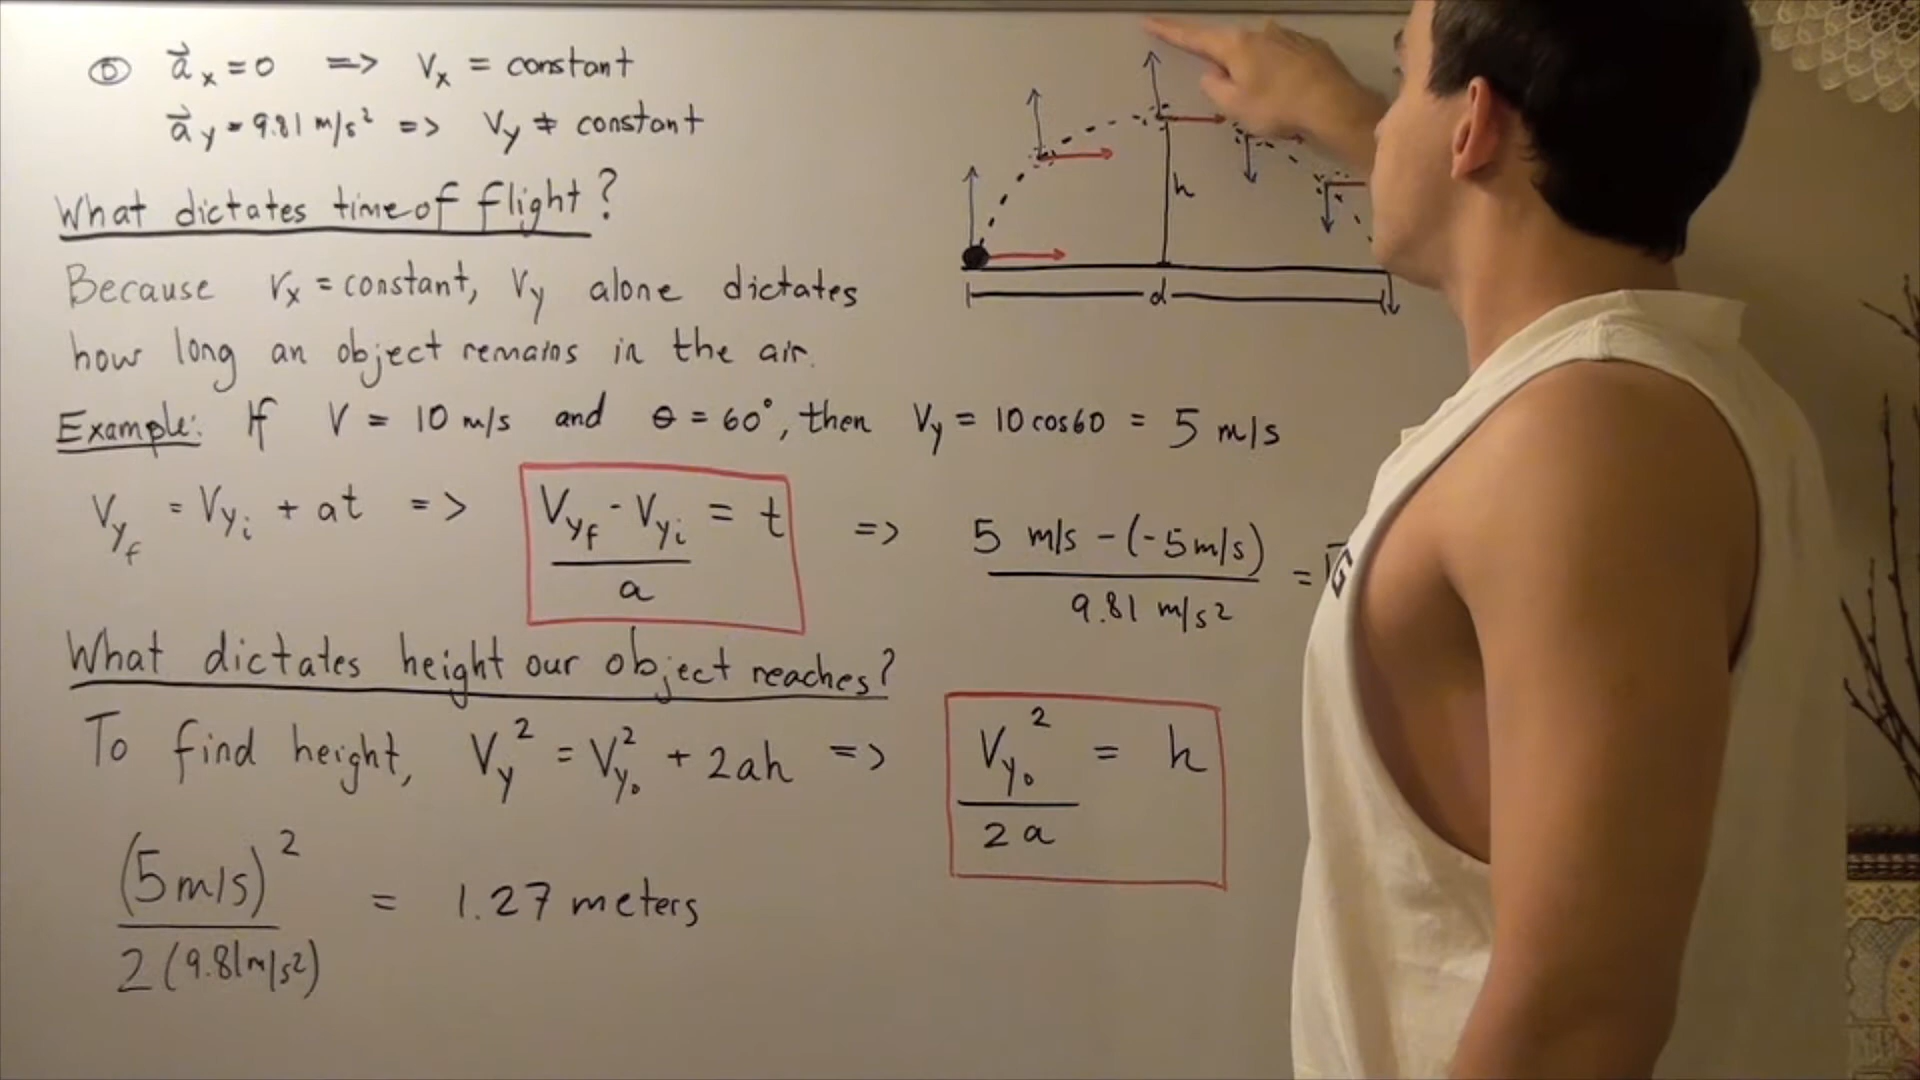 ① a⃗x = 0 => Vx = constant
a⃗y = 9.81 m/s² => Vy ≠ constant
What dictates time of flight?
Because Vx = constant, Vy alone dictates
how long an object remains in the air.
h
d
Example: If V = 10 m/s and θ = 60°, then Vy = 10 cos60 = 5 m/s
Vyf = Vyi + at => (Vyf - Vyi)/a = t => (5 m/s - (-5m/s))/(9.81 m/s²) =
What dictates height our object reaches?
To find height, Vy² = Vy₀² + 2ah => Vy₀²/2a = h
(5m/s)²/2(9.81m/s²) = 1.27 meters